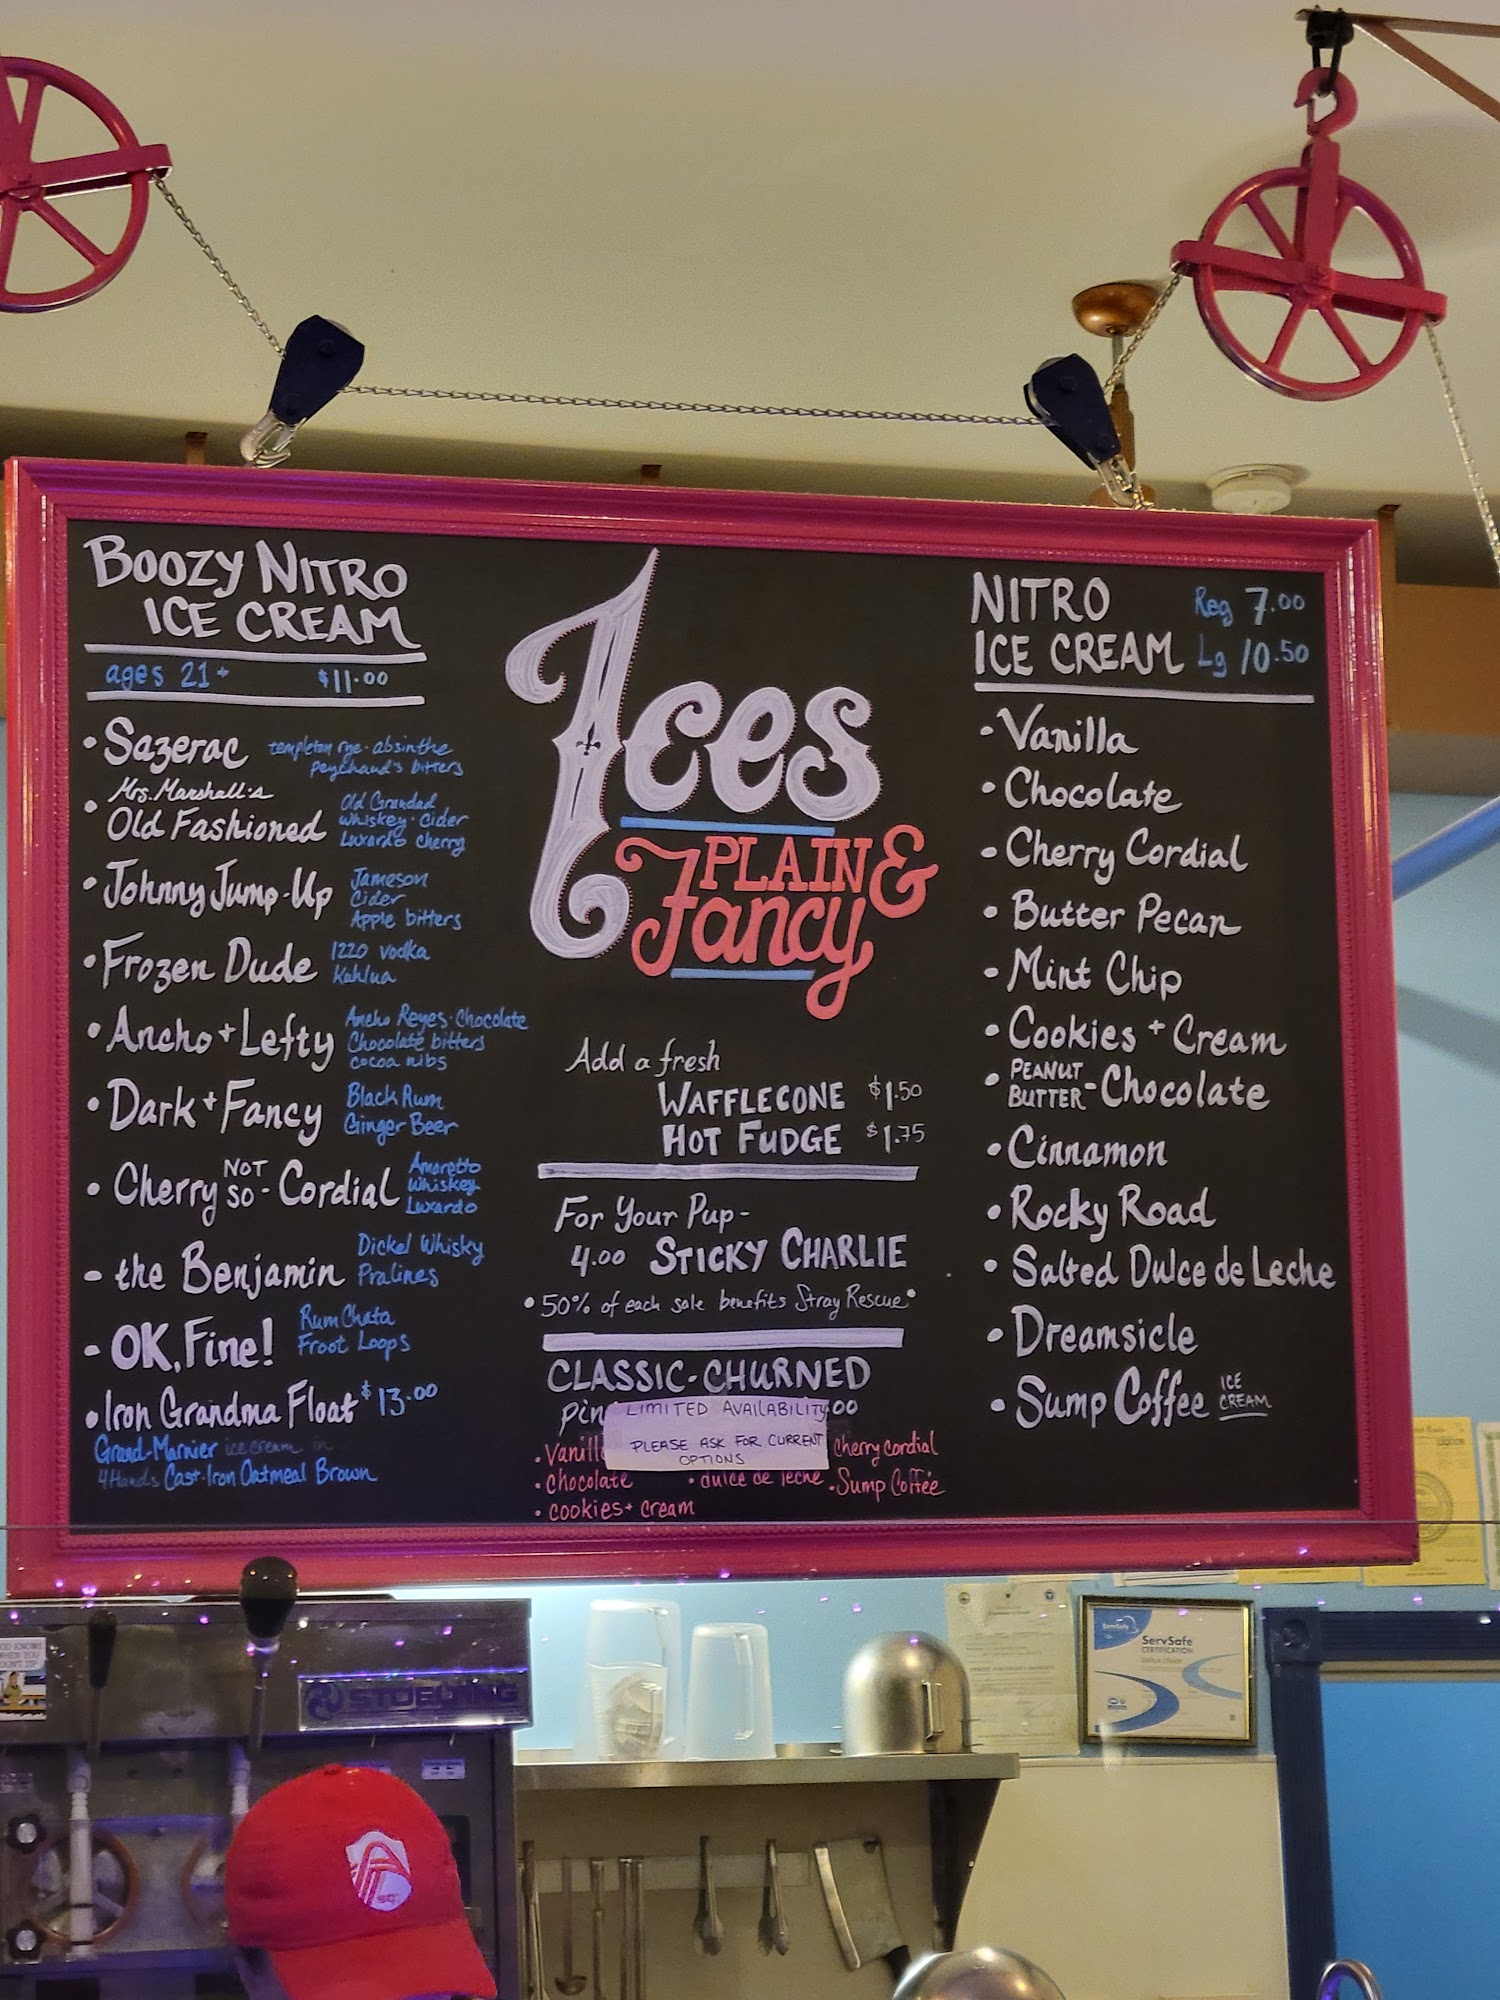 BOOZY NITRO
ICE CREAM
ages 21+ $11.00
• Sazerac templeton rye · absinthe
peychaud's bitters
• Mrs. Marshall's
Old Fashioned Old Grandad
whiskey · cider
Luxardo cherry
• Johnny Jump-Up Jameson
Cider
Apple bitters
• Frozen Dude 1220 vodka
Kahlua
• Ancho + Lefty Ancho Reyes · Chocolate
Chocolate bitters
cocoa nibs
• Dark + Fancy Black Rum
Ginger Beer
• Cherry NOT SO - Cordial Amaretto
Whiskey
Luxardo
- the Benjamin Dickel Whisky
Pralines
- OK, Fine! Rum Chata
Froot Loops
• Iron Grandma Float $13.00
Grand-Marnier ice cream in
4 Hands Cast-Iron Oatmeal Brown
Ices
PLAIN &
Fancy
Add a fresh
WAFFLECONE $1.50
HOT FUDGE $1.75
For Your Pup-
4.00 STICKY CHARLIE
• 50% of each sale benefits Stray Rescue •
CLASSIC-CHURNED
LIMITED AVAILABILITY
PLEASE ASK FOR CURRENT
OPTIONS
• chocolate
• cookies + cream
• dulce de leche
cherry cordial
• Sump Coffee
NITRO Reg 7.00
ICE CREAM Lg 10.50
• Vanilla
• Chocolate
• Cherry Cordial
• Butter Pecan
• Mint Chip
• Cookies + Cream
• PEANUT BUTTER - Chocolate
• Cinnamon
• Rocky Road
• Salted Dulce de Leche
• Dreamsicle
• Sump Coffee ICE CREAM
STOELTING
ServSafe
ServSafe
CERTIFICATION